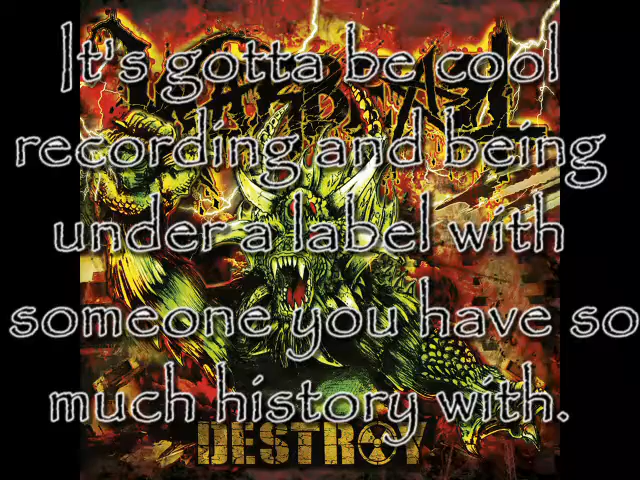 It's gotta be cool
recording and being
under a label with
someone you have so
much history with.
DESTROY